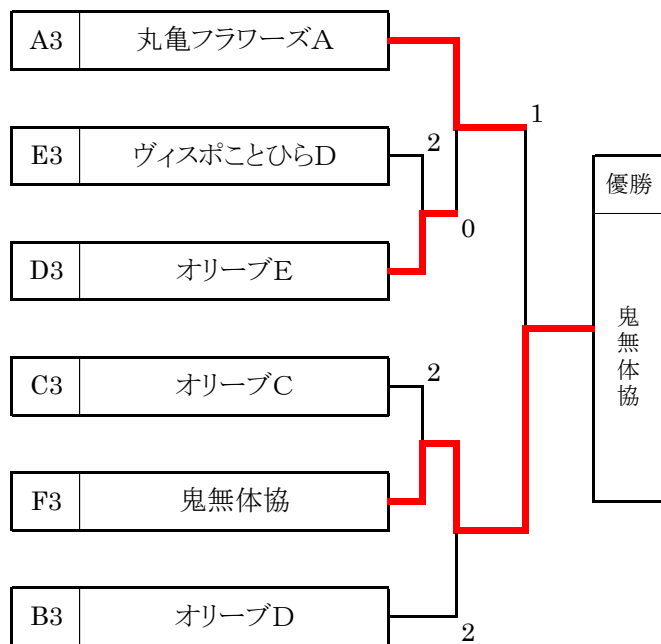 A3 丸亀フラワーズA
1
E3 ヴィスポことひらD
2
優勝
0
D3 オリーブE
鬼無体協
C3 オリーブC
2
F3 鬼無体協
B3 オリーブD
2